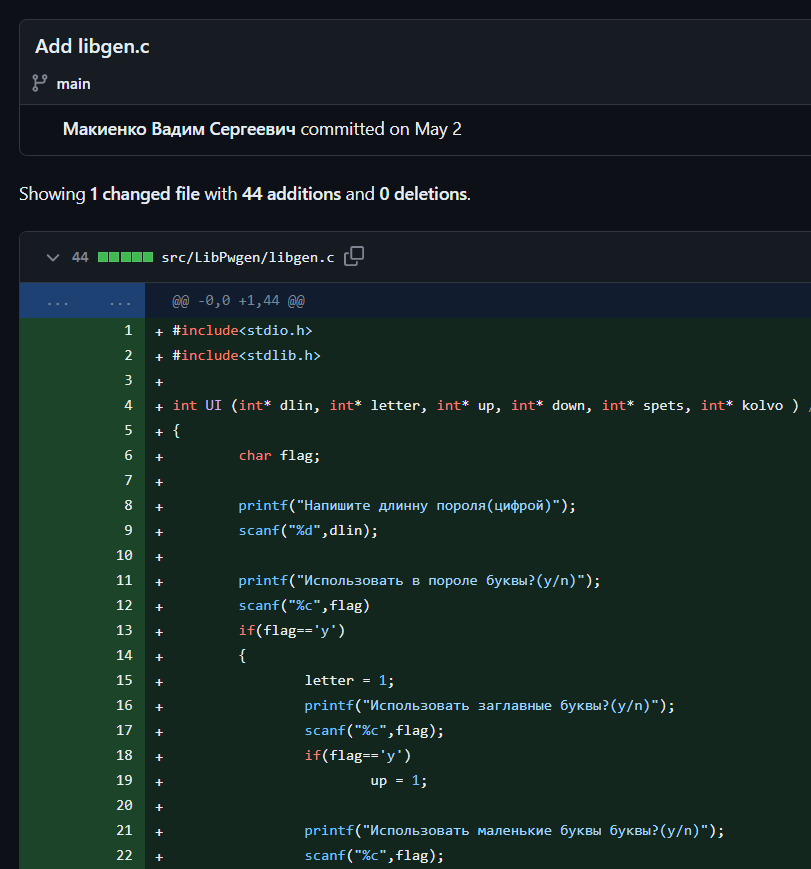 Add libgen.c
main
Макиенко Вадим Сергеевич committed on May 2
Showing 1 changed file with 44 additions and 0 deletions.
44 src/LibPwgen/libgen.c
... ... @@ -0,0 +1,44 @@
1 + #include<stdio.h>
2 + #include<stdlib.h>
3 +
4 + int UI (int* dlin, int* letter, int* up, int* down, int* spets, int* kolvo ) /
5 + {
6 + char flag;
7 +
8 + printf("Напишите длинну пороля(цифрой)");
9 + scanf("%d",dlin);
10 +
11 + printf("Использовать в пороле буквы?(y/n)");
12 + scanf("%c",flag)
13 + if(flag=='y')
14 + {
15 + letter = 1;
16 + printf("Использовать заглавные буквы?(y/n)");
17 + scanf("%c",flag);
18 + if(flag=='y')
19 + up = 1;
20 +
21 + printf("Использовать маленькие буквы буквы?(y/n)");
22 + scanf("%c",flag);